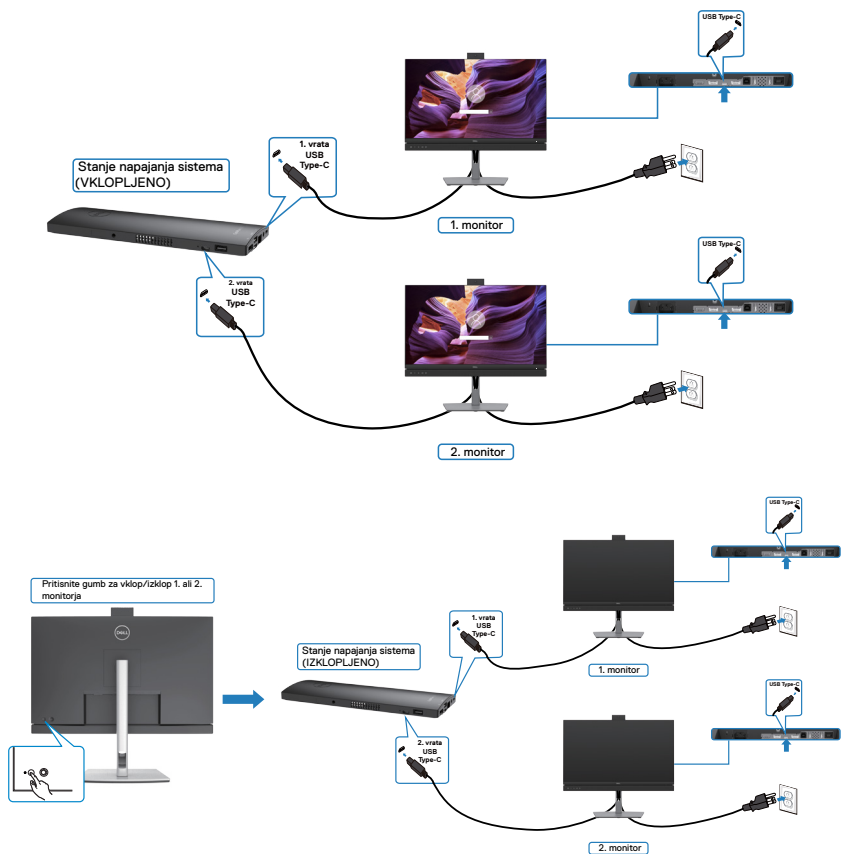 USB Type-C
1. vrata
USB
Type-C
Stanje napajanja sistema
(VKLOPLJENO)
1. monitor
USB Type-C
2. vrata
USB
Type-C
2. monitor
USB Type-C
Pritisnite gumb za vklop/izklop 1. ali 2.
monitorja
DELL
1. vrata
USB
Type-C
Stanje napajanja sistema
(IZKLOPLJENO)
1. monitor
USB Type-C
2. vrata
USB
Type-C
2. monitor